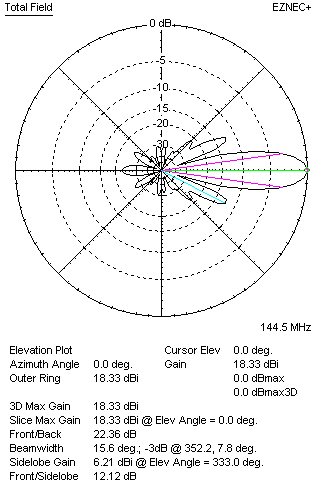 Total Field EZNEC+
0 dB
-5
-10
-15
-20
-30
144.5 MHz
Elevation Plot Cursor Elev 0.0 deg.
Azimuth Angle 0.0 deg. Gain 18.33 dBi
Outer Ring 18.33 dBi 0.0 dBmax
0.0 dBmax3D
3D Max Gain 18.33 dBi
Slice Max Gain 18.33 dBi @ Elev Angle = 0.0 deg.
Front/Back 22.36 dB
Beamwidth 15.6 deg.; -3dB @ 352.2, 7.8 deg.
Sidelobe Gain 6.21 dBi @ Elev Angle = 333.0 deg.
Front/Sidelobe 12.12 dB